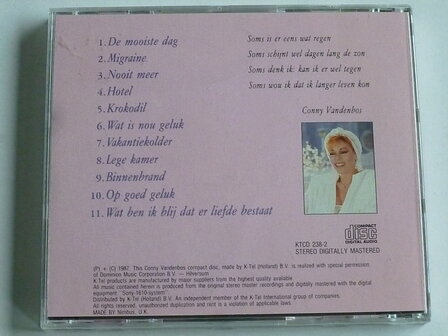 1. De mooiste dag
2. Migraine
3. Nooit meer
4. Hotel
5. Krokodil
6. Wat is nou geluk
7. Vakantiekolder
8. Lege kamer
9. Binnenbrand
10. Op goed geluk
11. Wat ben ik blij dat er liefde bestaat
Soms is er eens wat regen
Soms schijnt wel dagen lang de zon
Soms denk ik: kan ik er wel tegen
Soms wou ik dat ik langer leven kon
Conny Vandenbos
COMPACT
disc
DIGITAL AUDIO
KTCD 238-2
STEREO DIGITALLY MASTERED
(P) + (C) 1987. This Conny Vandenbos compact disc, made by K-Tel (Holland) B.V. is realized with special permission
of Dominion Music Corporation B.V. — Hilversum
K-Tel products are manufactured by major suppliers from the highest quality available.
All music contained herein is produced from the original stereo master recordings and digitally mastered with the digital
equipment "Sony-1610-system"
Distributed by K-Tel (Holland) B.V. An independent member of the K-Tel International group of companies.
All rights reserved, unauthorized duplication and rent is a violation of applicable laws.
MADE BY Nimbus, U.K.